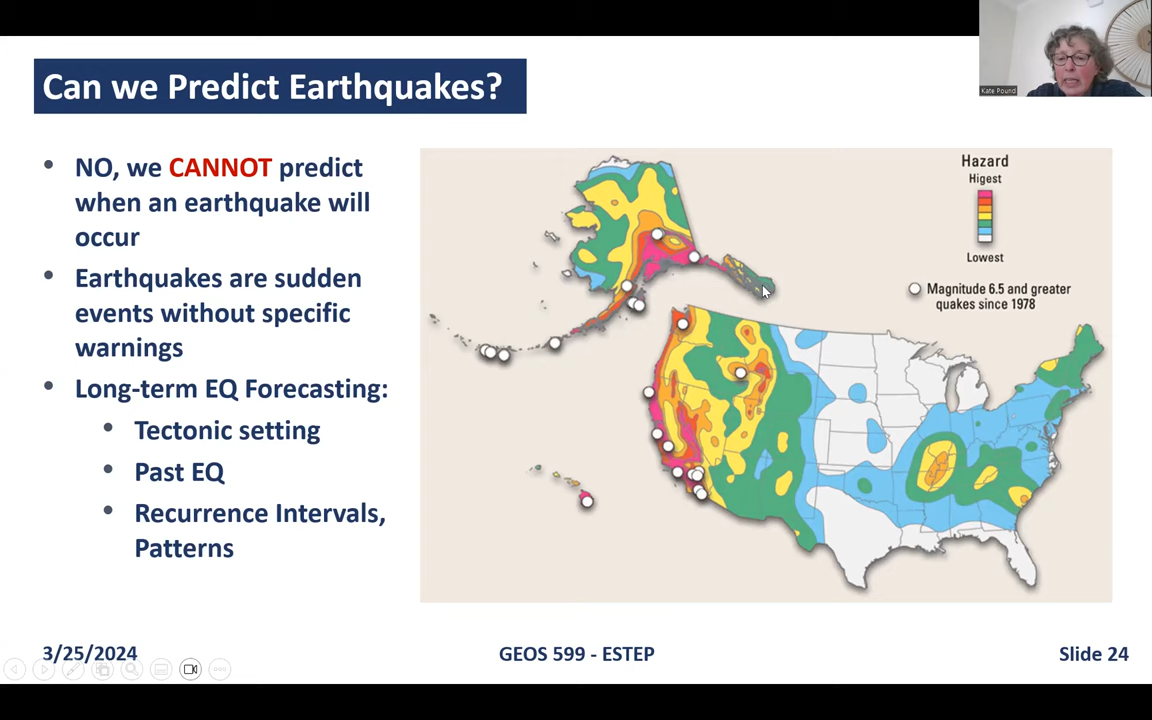 Can we Predict Earthquakes?
Kate Pound
• NO, we CANNOT predict
when an earthquake will
occur
• Earthquakes are sudden
events without specific
warnings
• Long-term EQ Forecasting:
• Tectonic setting
• Past EQ
• Recurrence Intervals,
Patterns
Hazard
Higest
Lowest
Magnitude 6.5 and greater
quakes since 1978
3/25/2024
GEOS 599 - ESTEP
Slide 24